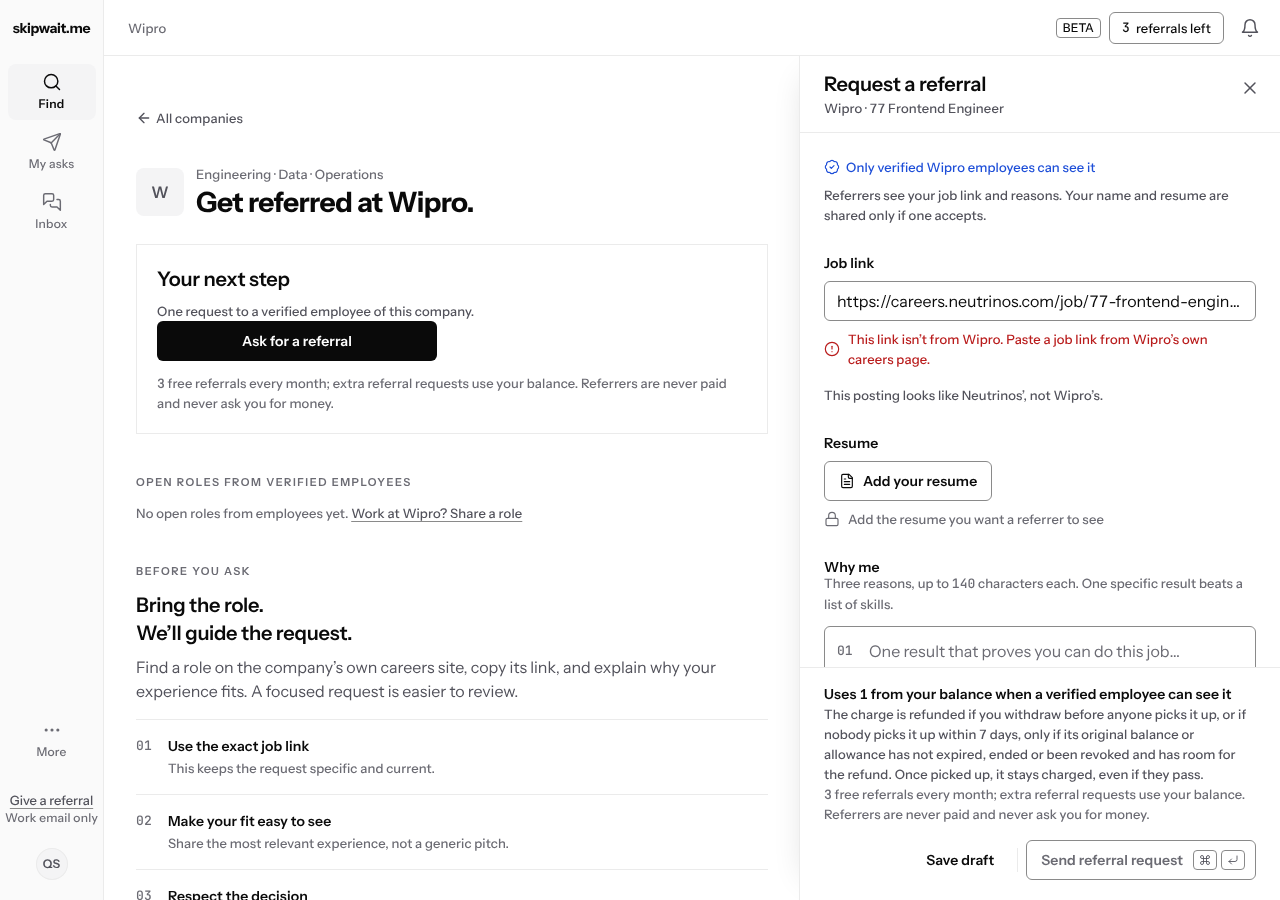 skipwait.me
Find
My asks
Inbox
More
Give a referral
Work email only
QS
Wipro
BETA
3 referrals left
All companies
W
Engineering · Data · Operations
Get referred at Wipro.
Your next step
One request to a verified employee of this company.
Ask for a referral
3 free referrals every month; extra referral requests use your balance. Referrers are never paid
and never ask you for money.
OPEN ROLES FROM VERIFIED EMPLOYEES
No open roles from employees yet. Work at Wipro? Share a role
BEFORE YOU ASK
Bring the role.
We’ll guide the request.
Find a role on the company’s own careers site, copy its link, and explain why your
experience fits. A focused request is easier to review.
01 Use the exact job link
This keeps the request specific and current.
02 Make your fit easy to see
Share the most relevant experience, not a generic pitch.
03 Respect the decision
Request a referral
Wipro · 77 Frontend Engineer
Only verified Wipro employees can see it
Referrers see your job link and reasons. Your name and resume are
shared only if one accepts.
Job link
https://careers.neutrinos.com/job/77-frontend-engin...
This link isn’t from Wipro. Paste a job link from Wipro’s own
careers page.
This posting looks like Neutrinos’, not Wipro’s.
Resume
Add your resume
Add the resume you want a referrer to see
Why me
Three reasons, up to 140 characters each. One specific result beats a
list of skills.
01 One result that proves you can do this job...
Uses 1 from your balance when a verified employee can see it
The charge is refunded if you withdraw before anyone picks it up, or if
nobody picks it up within 7 days, only if its original balance or
allowance has not expired, ended or been revoked and has room for
the refund. Once picked up, it stays charged, even if they pass.
3 free referrals every month; extra referral requests use your balance.
Referrers are never paid and never ask you for money.
Save draft
Send referral request ⌘ ↵